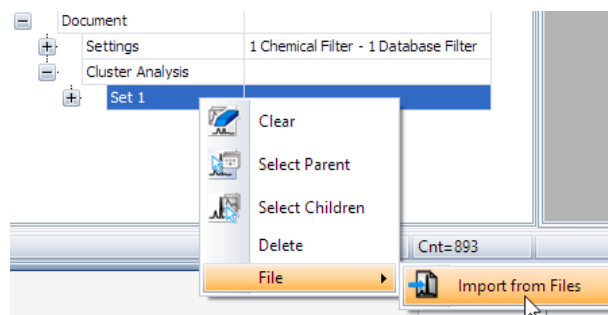 Document
Settings 1 Chemical Filter - 1 Database Filter
Cluster Analysis
Set 1
Clear
Select Parent
Select Children
Delete
Cnt=893
File
Import from Files